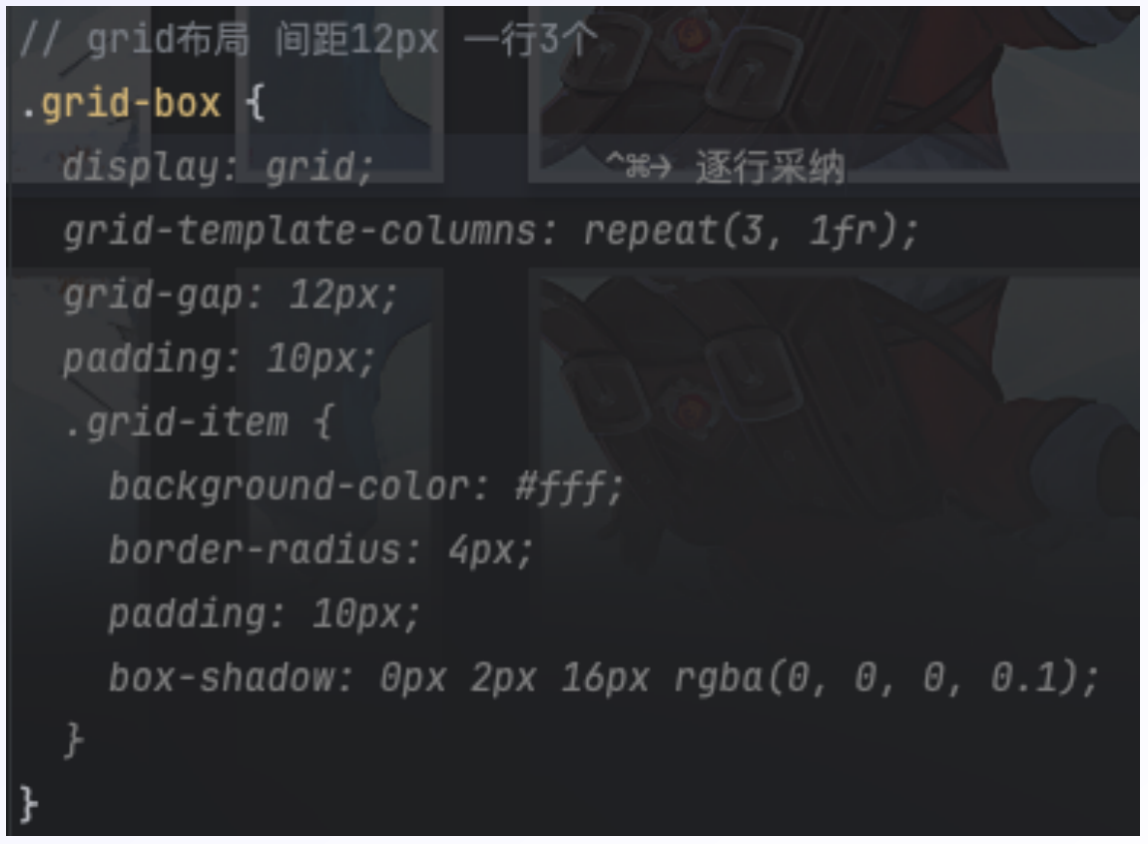 // grid布局 间距12px 一行3个
.grid-box {
display: grid; ^⌘→ 逐行采纳
grid-template-columns: repeat(3, 1fr);
grid-gap: 12px;
padding: 10px;
.grid-item {
background-color: #fff;
border-radius: 4px;
padding: 10px;
box-shadow: 0px 2px 16px rgba(0, 0, 0, 0.1);
}
}